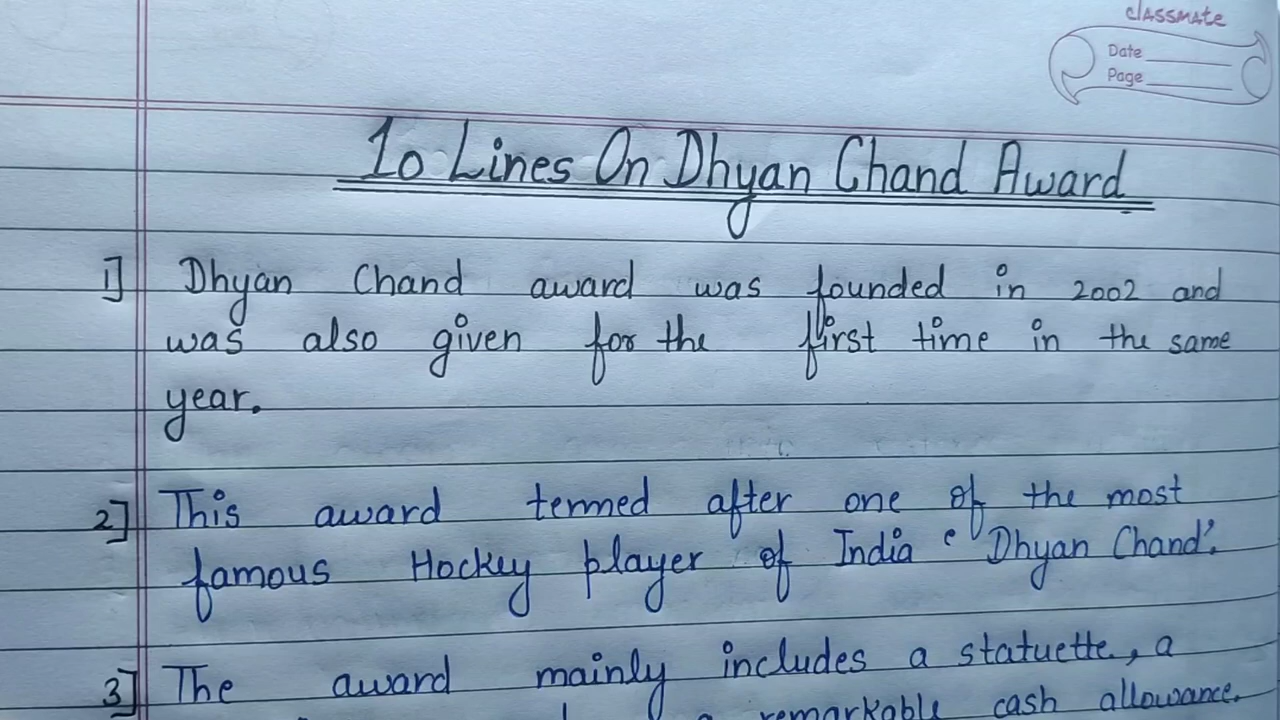 classmate
Date
Page
10 Lines On Dhyan Chand Award
1] Dhyan Chand award was founded in 2002 and
was also given for the first time in the same
year.
2] This award termed after one of the most
famous Hockey player of India ‘Dhyan Chand’.
3] The award mainly includes a statuette, a
a remarkable cash allowance.